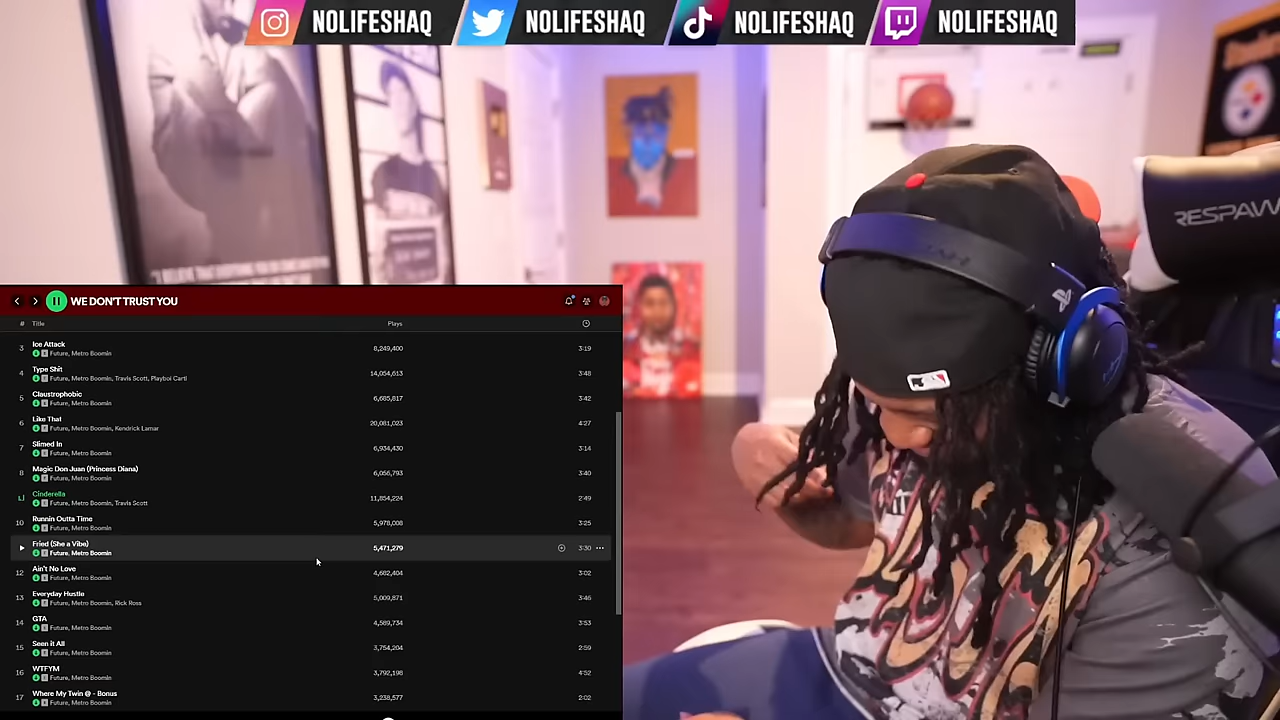 NOLIFESHAQ NOLIFESHAQ NOLIFESHAQ NOLIFESHAQ
Steelers
RESPAW
"I BELIEVE THAT EVERYTHING
WE DON'T TRUST YOU
# Title Plays
3 Ice Attack 8,249,400 3:19
E Future, Metro Boomin
4 Type Shit 14,054,613 3:48
E Future, Metro Boomin, Travis Scott, Playboi Carti
5 Claustrophobic 6,685,817 3:42
E Future, Metro Boomin
6 Like That 20,081,023 4:27
E Future, Metro Boomin, Kendrick Lamar
7 Slimed In 6,934,430 3:14
E Future, Metro Boomin
8 Magic Don Juan (Princess Diana) 6,056,793 3:40
E Future, Metro Boomin
Cinderella 11,854,224 2:49
E Future, Metro Boomin, Travis Scott
10 Runnin Outta Time 5,978,008 3:25
E Future, Metro Boomin
Fried (She a Vibe) 5,471,279 3:30
E Future, Metro Boomin
12 Ain't No Love 4,682,404 3:02
E Future, Metro Boomin
13 Everyday Hustle 5,009,871 3:46
E Future, Metro Boomin, Rick Ross
14 GTA 4,569,734 3:53
E Future, Metro Boomin
15 Seen it All 3,754,204 2:59
E Future, Metro Boomin
16 WTFYM 3,792,198 4:52
E Future, Metro Boomin
17 Where My Twin @ - Bonus 3,238,577 2:02
E Future, Metro Boomin